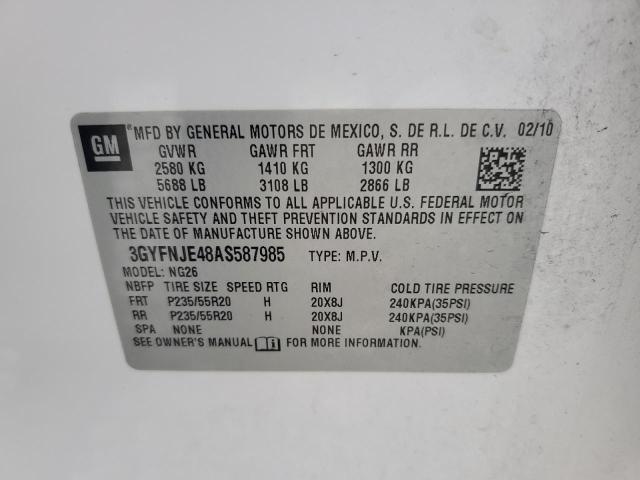 GM ®MFD BY GENERAL MOTORS DE MEXICO, S. DE R.L. DE C.V. 02/10
GVWR GAWR FRT GAWR RR
2580 KG 1410 KG 1300 KG
5688 LB 3108 LB 2866 LB
THIS VEHICLE CONFORMS TO ALL APPLICABLE U.S. FEDERAL MOTOR
VEHICLE SAFETY AND THEFT PREVENTION STANDARDS IN EFFECT ON
THE DATE OF MANUFACTURE SHOWN ABOVE.
3GYFNJE48AS587985 TYPE: M.P.V.
MODEL: NG26
NBFP TIRE SIZE SPEED RTG RIM COLD TIRE PRESSURE
FRT P235/55R20 H 20X8J 240KPA(35PSI)
RR P235/55R20 H 20X8J 240KPA(35PSI)
SPA NONE NONE KPA(PSI)
SEE OWNER'S MANUAL FOR MORE INFORMATION.